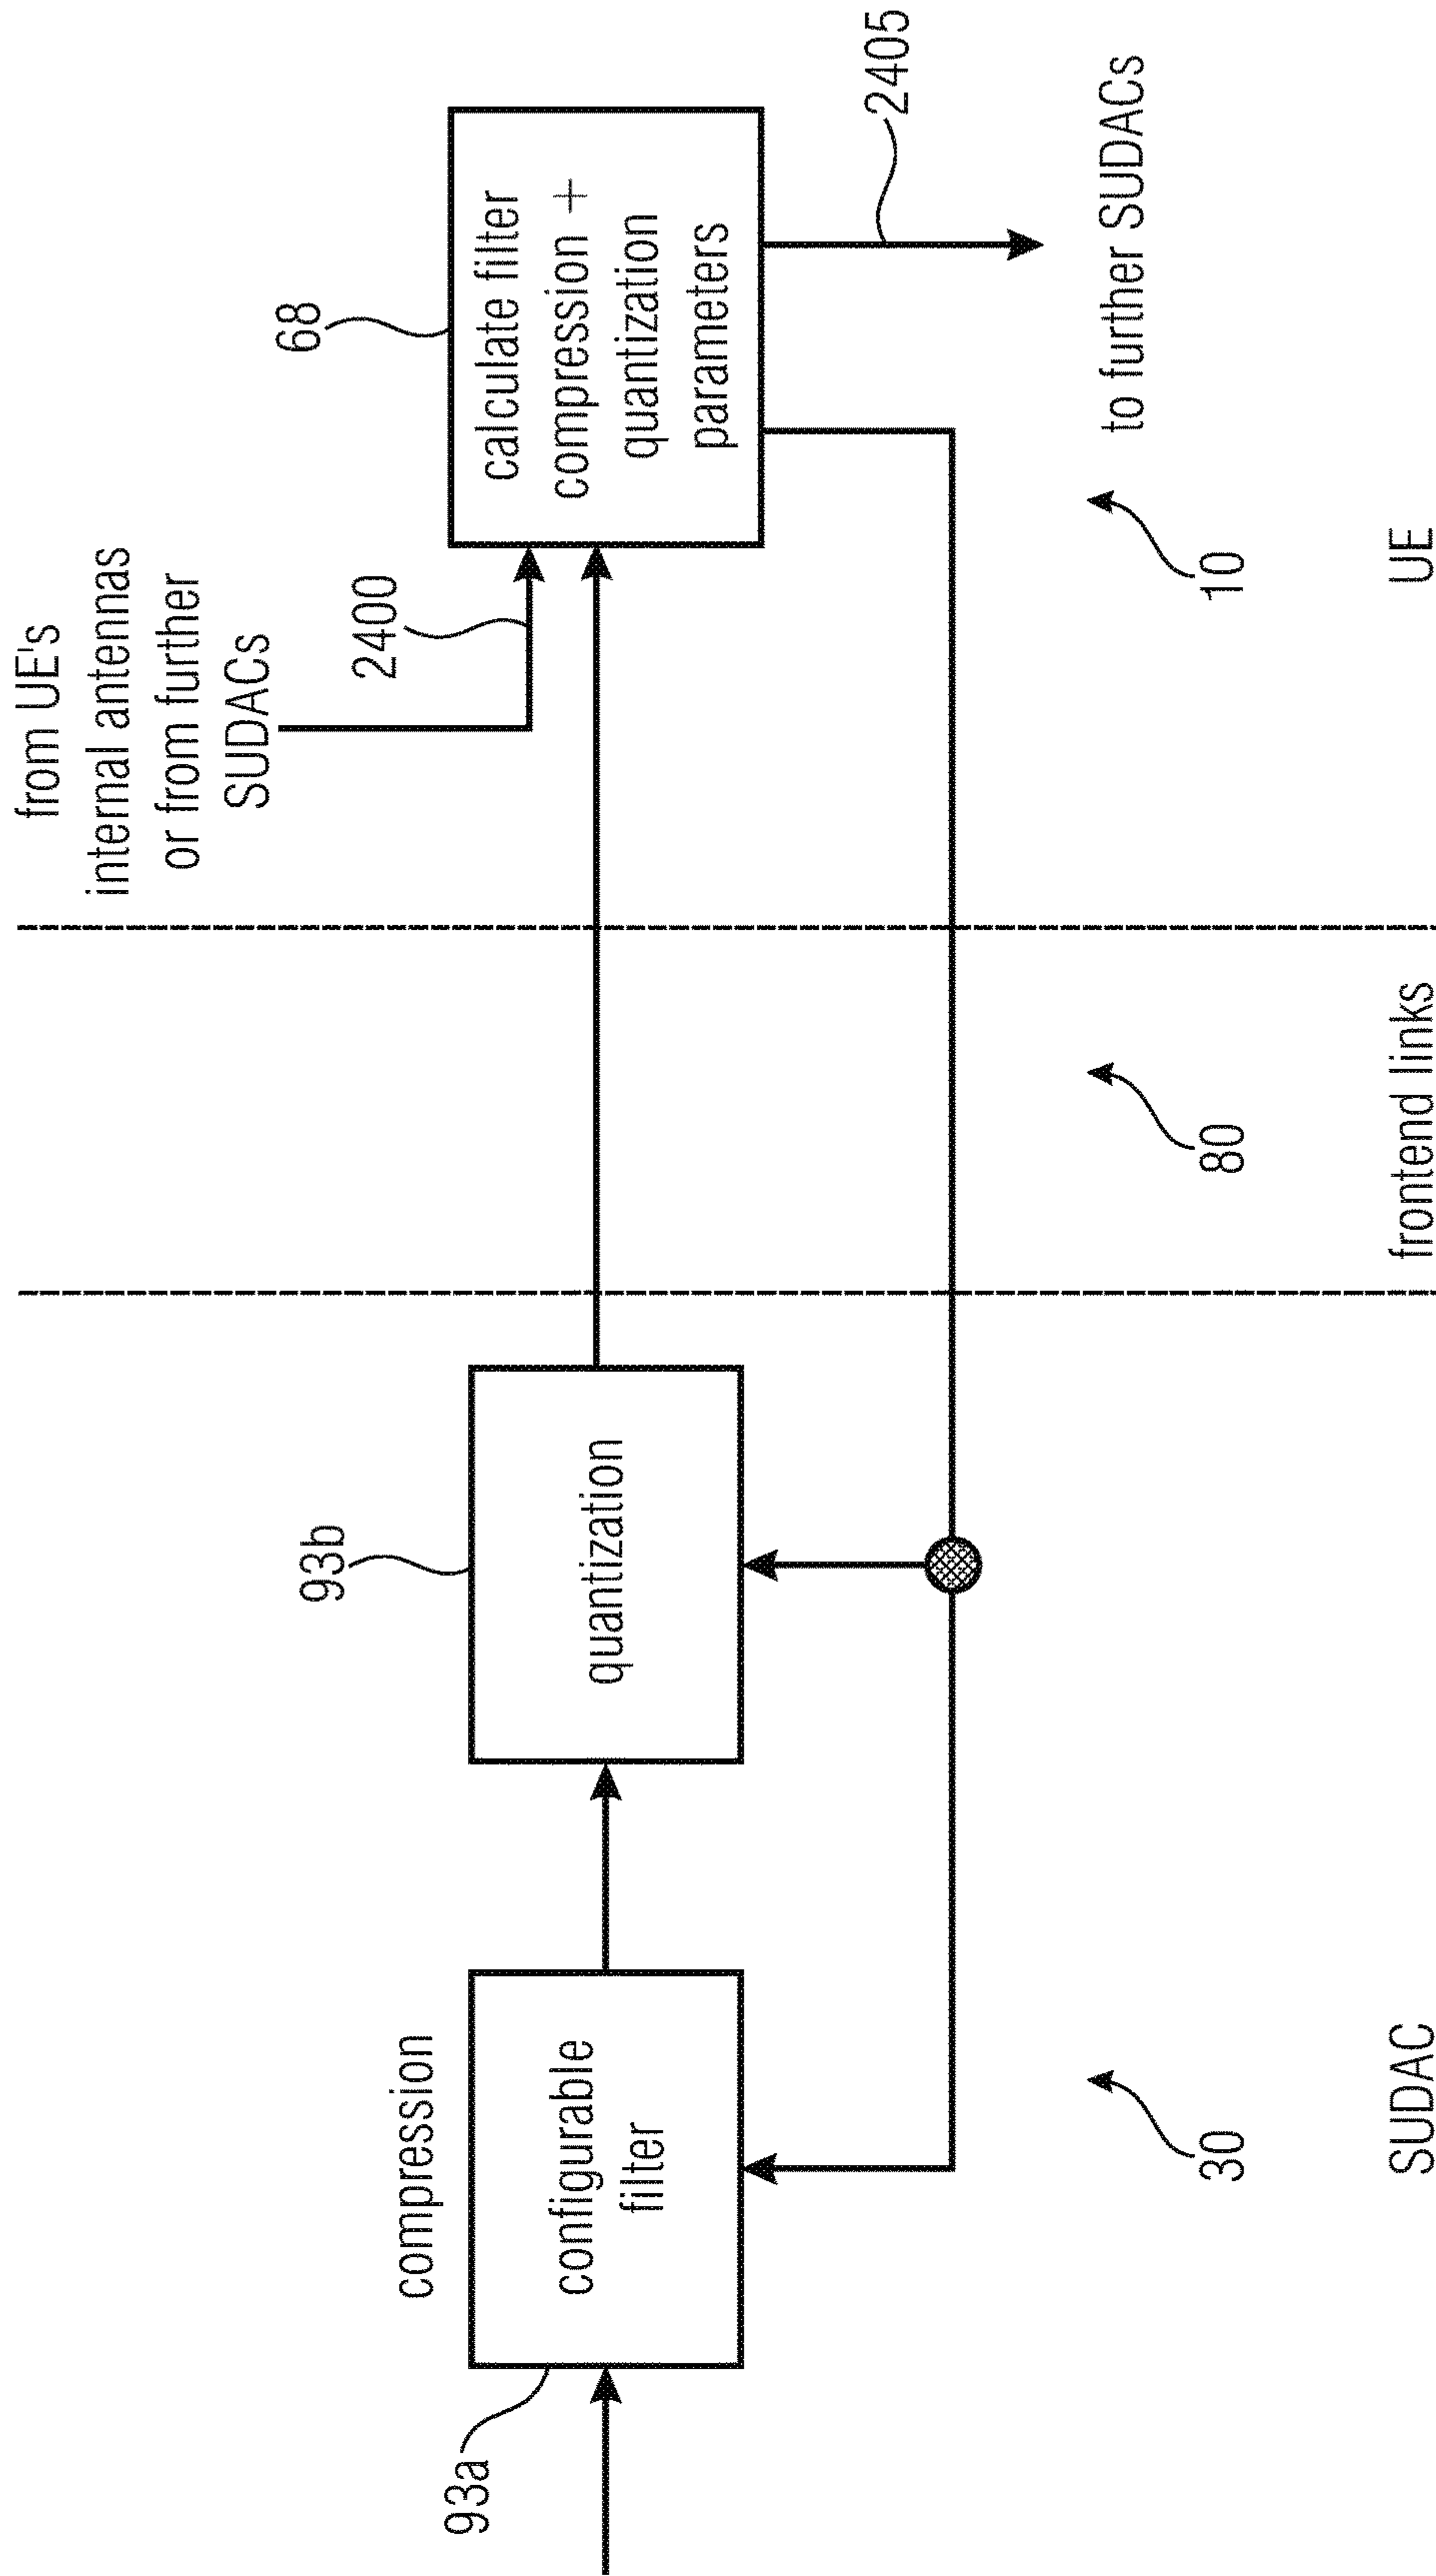 from UE's
internal antennas
or from further
SUDACs
2400
68
calculate filter
compression +
quantization
parameters
2405
to further SUDACs
compression
93a
configurable
filter
93b
quantization
30
80
10
SUDAC
frontend links
UE